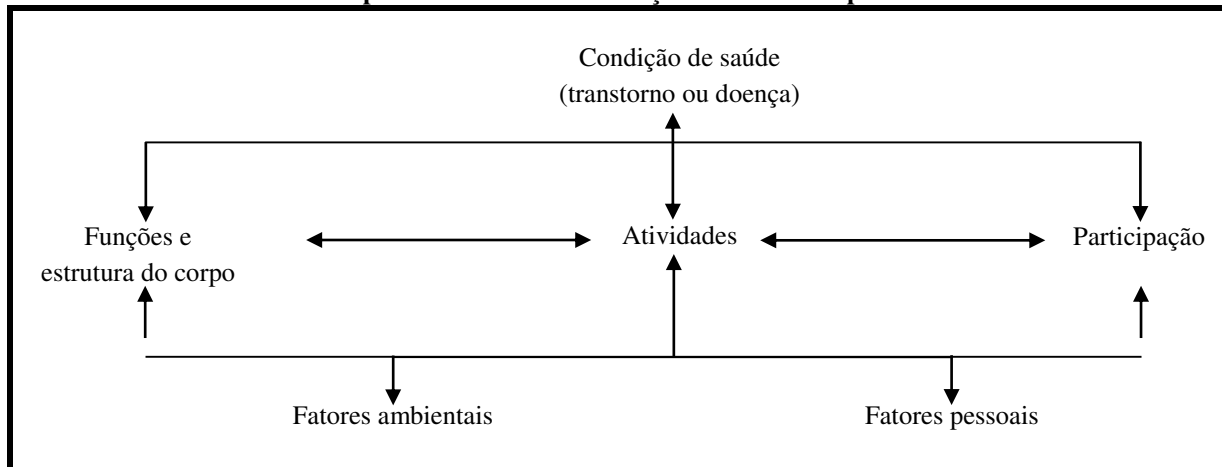 Condição de saúde
(transtorno ou doença)
Funções e
estrutura do corpo
Atividades
Participação
Fatores ambientais
Fatores pessoais